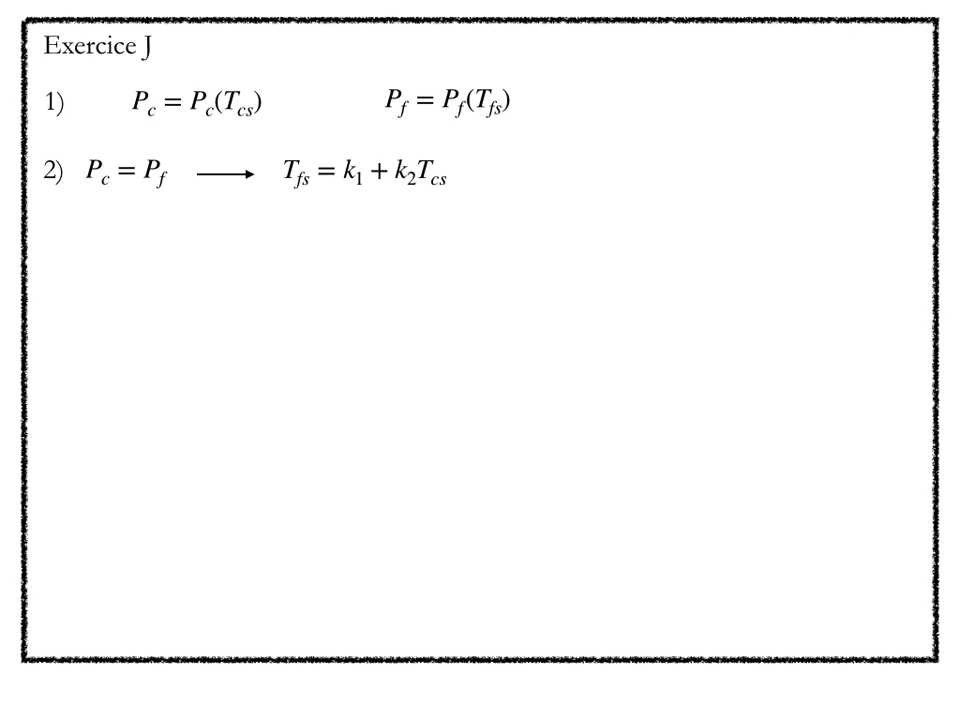 Exercice J
1) P_c = P_c(T_cs) P_f = P_f(T_fs)
2) P_c = P_f ⟶ T_fs = k_1 + k_2T_cs